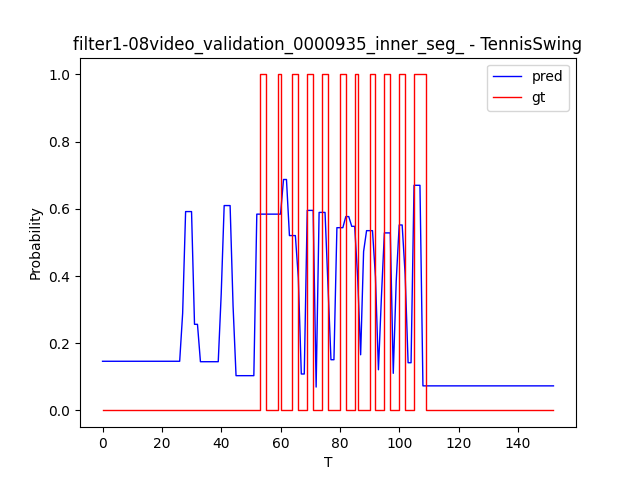 filter1-08video_validation_0000935_inner_seg_ - TennisSwing
pred
gt
1.0
0.8
0.6
0.4
0.2
0.0
Probability
0 20 40 60 80 100 120 140
T